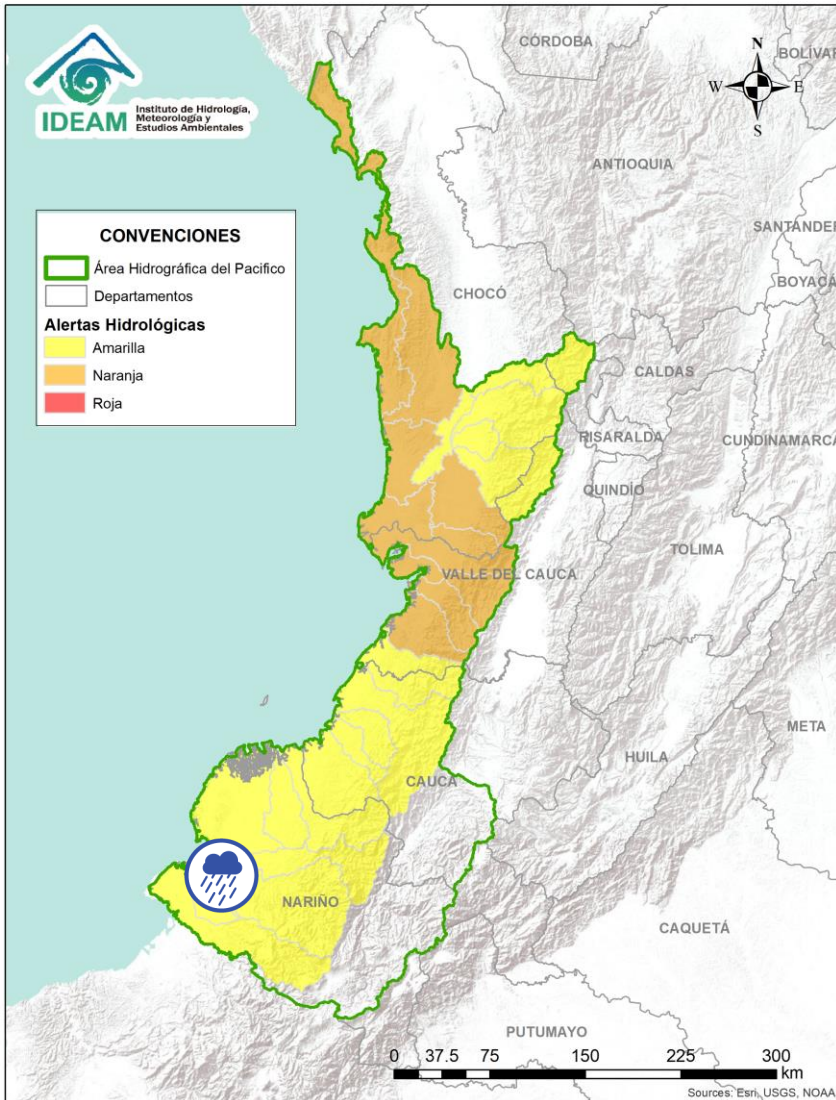 CÓRDOBA
BOLÍVAR
N
W
E
S
IDEAM
Instituto de Hidrología,
Meteorología y
Estudios Ambientales
ANTIOQUIA
SANTANDER
BOYACÁ
CONVENCIONES
Área Hidrográfica del Pacifico
Departamentos
Alertas Hidrológicas
Amarilla
Naranja
Roja
CHOCÓ
CALDAS
RISARALDA
CUNDINAMARCA
QUINDÍO
TOLIMA
VALLE DEL CAUCA
META
HUILA
CAUCA
NARIÑO
CAQUETÁ
PUTUMAYO
0 37.5 75 150 225 300
km
Sources: Esri, USGS, NOAA